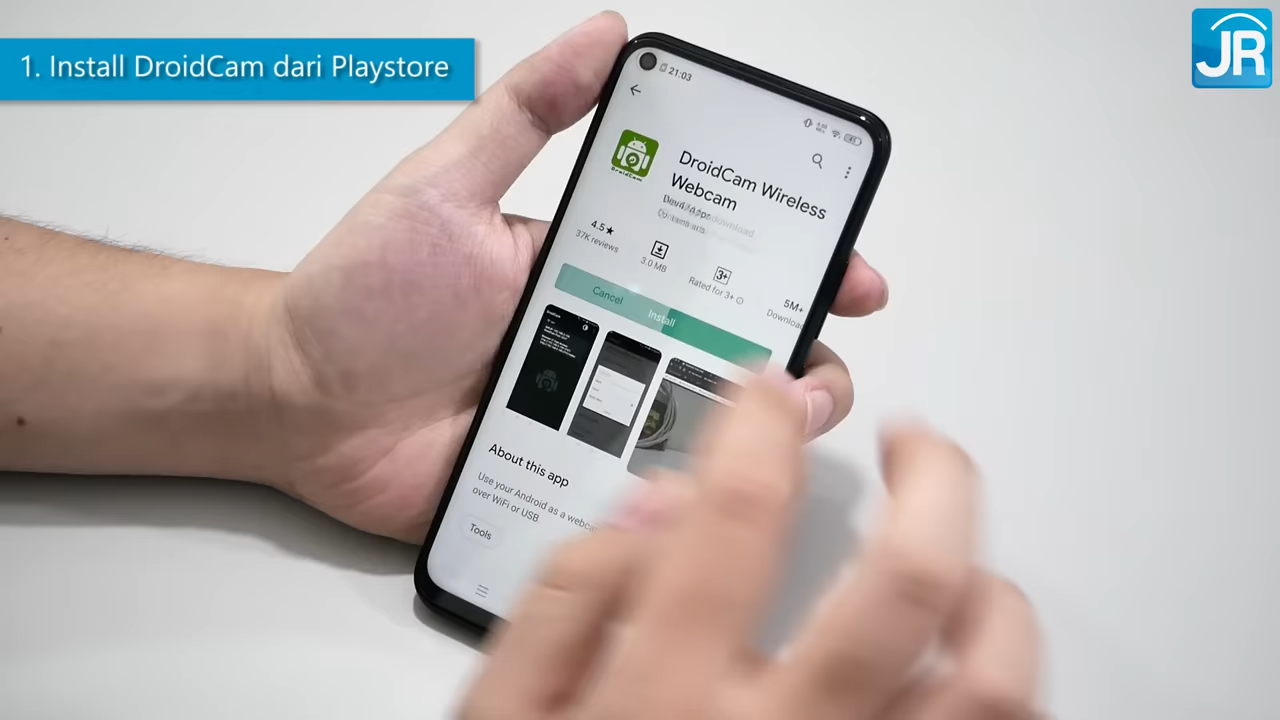 1. Install DroidCam dari Playstore
JR
21:03
DroidCam
DroidCam Wireless
Webcam
4.5★
37K reviews
3.0 MB
3+
Rated for 3+
5M+
Cancel
Install
About this app
Use your Android as a webcam
over WiFi or USB
Tools